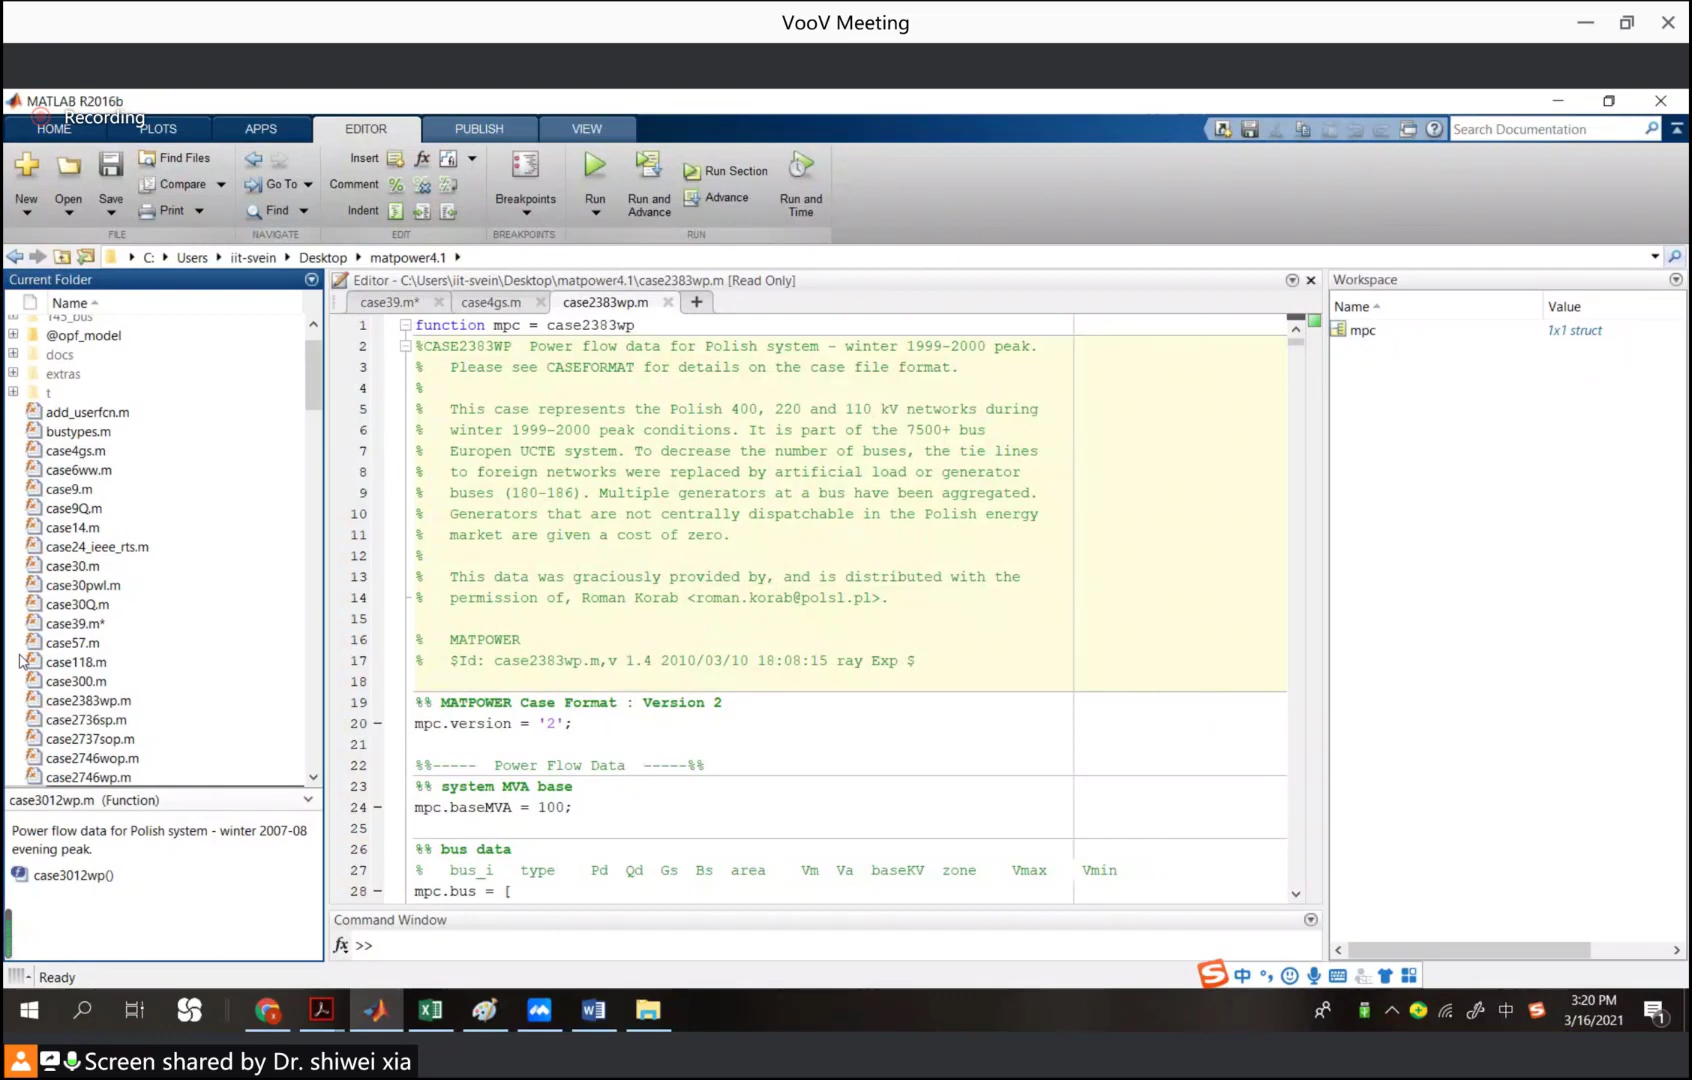 VooV Meeting
MATLAB R2016b
Recording
HOME PLOTS APPS EDITOR PUBLISH VIEW
Search Documentation
New Open Save Find Files Compare Print
Go To Find
Insert Comment Indent
Breakpoints
Run Run and Advance Run Section Advance Run and Time
FILE NAVIGATE EDIT BREAKPOINTS RUN
C: Users iit-svein Desktop matpower4.1
Current Folder
Name
145_bus
@opf_model
docs
extras
t
add_userfcn.m
bustypes.m
case4gs.m
case6ww.m
case9.m
case9Q.m
case14.m
case24_ieee_rts.m
case30.m
case30pwl.m
case30Q.m
case39.m*
case57.m
case118.m
case300.m
case2383wp.m
case2736sp.m
case2737sop.m
case2746wop.m
case2746wp.m
case3012wp.m (Function)
Power flow data for Polish system - winter 2007-08
evening peak.
case3012wp()
Editor - C:\Users\iit-svein\Desktop\matpower4.1\case2383wp.m [Read Only]
case39.m* case4gs.m case2383wp.m
1 function mpc = case2383wp
2 %CASE2383WP Power flow data for Polish system - winter 1999-2000 peak.
3 % Please see CASEFORMAT for details on the case file format.
4 %
5 % This case represents the Polish 400, 220 and 110 kV networks during
6 % winter 1999-2000 peak conditions. It is part of the 7500+ bus
7 % Europen UCTE system. To decrease the number of buses, the tie lines
8 % to foreign networks were replaced by artificial load or generator
9 % buses (180-186). Multiple generators at a bus have been aggregated.
10 % Generators that are not centrally dispatchable in the Polish energy
11 % market are given a cost of zero.
12 %
13 % This data was graciously provided by, and is distributed with the
14 % permission of, Roman Korab <roman.korab@polsl.pl>.
15
16 % MATPOWER
17 % $Id: case2383wp.m,v 1.4 2010/03/10 18:08:15 ray Exp $
18
19 %% MATPOWER Case Format : Version 2
20 mpc.version = '2';
21
22 %%----- Power Flow Data -----%%
23 %% system MVA base
24 mpc.baseMVA = 100;
25
26 %% bus data
27 % bus_i type Pd Qd Gs Bs area Vm Va baseKV zone Vmax Vmin
28 mpc.bus = [
Command Window
fx >>
Workspace
Name Value
mpc 1x1 struct
Ready
中
中
3:20 PM
3/16/2021
1
Screen shared by Dr. shiwei xia